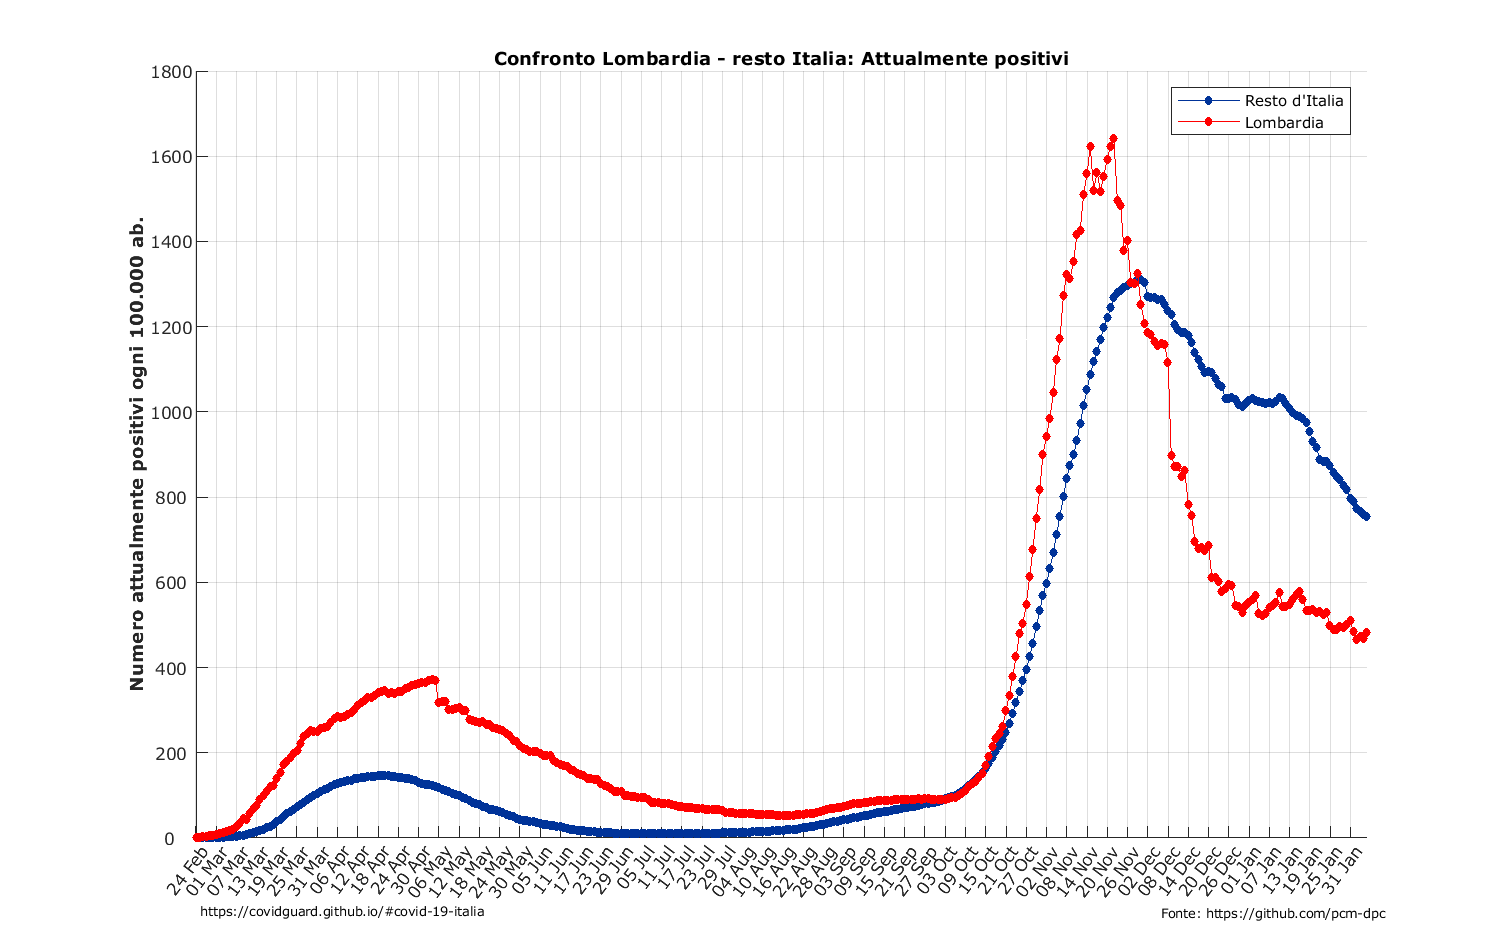 Confronto Lombardia - resto Italia: Attualmente positivi
Numero attualmente positivi ogni 100.000 ab.
1800
1600
1400
1200
1000
800
600
400
200
0
Resto d'Italia
Lombardia
24 Feb
01 Mar
07 Mar
13 Mar
19 Mar
25 Mar
31 Mar
06 Apr
12 Apr
18 Apr
24 Apr
30 Apr
06 May
12 May
18 May
24 May
30 May
05 Jun
11 Jun
17 Jun
23 Jun
29 Jun
05 Jul
11 Jul
17 Jul
23 Jul
29 Jul
04 Aug
10 Aug
16 Aug
22 Aug
28 Aug
03 Sep
09 Sep
15 Sep
21 Sep
27 Sep
03 Oct
09 Oct
15 Oct
21 Oct
27 Oct
02 Nov
08 Nov
14 Nov
20 Nov
26 Nov
02 Dec
08 Dec
14 Dec
20 Dec
26 Dec
01 Jan
07 Jan
13 Jan
19 Jan
25 Jan
31 Jan
https://covidguard.github.io/#covid-19-italia
Fonte: https://github.com/pcm-dpc